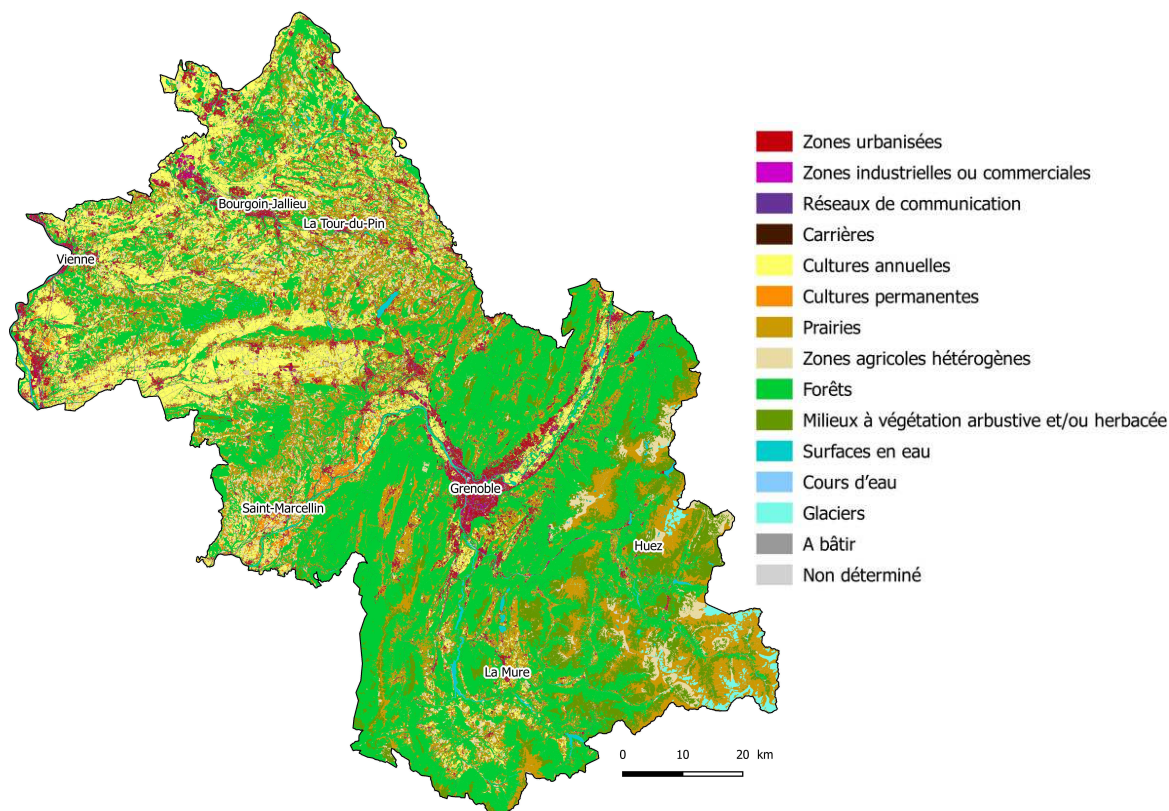 Zones urbanisées
Zones industrielles ou commerciales
Réseaux de communication
Carrières
Cultures annuelles
Cultures permanentes
Prairies
Zones agricoles hétérogènes
Forêts
Milieux à végétation arbustive et/ou herbacée
Surfaces en eau
Cours d'eau
Glaciers
A bâtir
Non déterminé
Bourgoin-Jallieu
La Tour-du-Pin
Vienne
Grenoble
Saint-Marcellin
Huez
La Mure
0 10 20 km